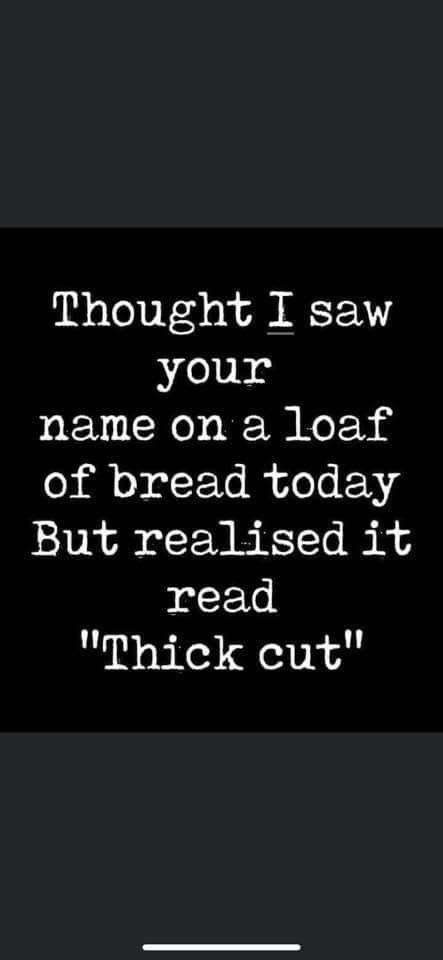 Thought I saw
your
name on a loaf
of bread today
But realised it
read
"Thick cut"